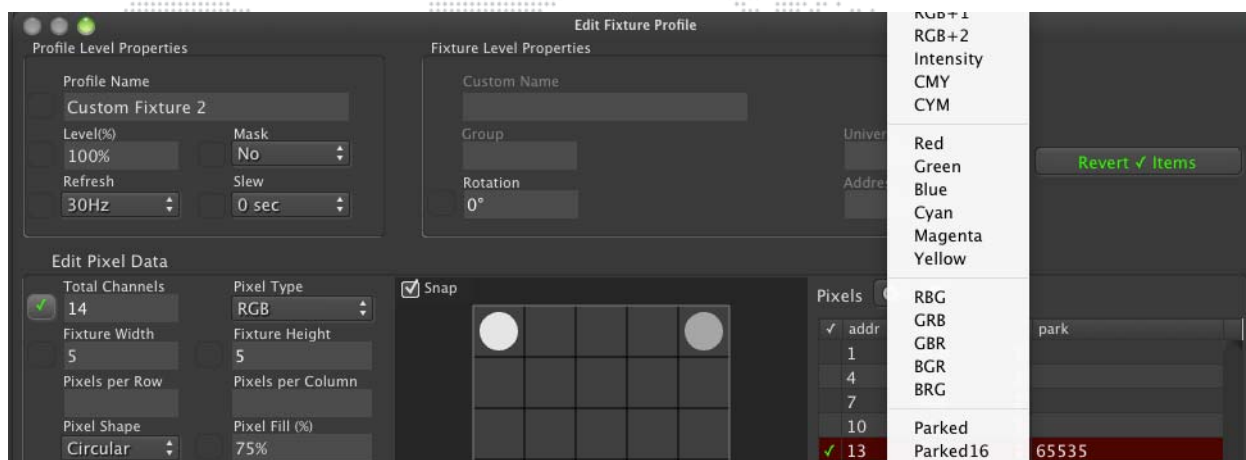 Edit Fixture Profile
Profile Level Properties
Profile Name
Custom Fixture 2
Level(%)
Mask
100%
No
Refresh
Slew
30Hz
0 sec
Fixture Level Properties
Custom Name
Group
Rotation
0°
RGB+1
RGB+2
Intensity
CMY
CYM
Red
Green
Blue
Cyan
Magenta
Yellow
RBG
GRB
GBR
BGR
BRG
Parked
Parked16
Revert ✓ Items
Edit Pixel Data
Total Channels
Pixel Type
✓ 14
RGB
Fixture Width
Fixture Height
5
5
Pixels per Row
Pixels per Column
Pixel Shape
Pixel Fill (%)
Circular
75%
Snap
Pixels
✓ addr
park
1
4
7
10
✓ 13
65535